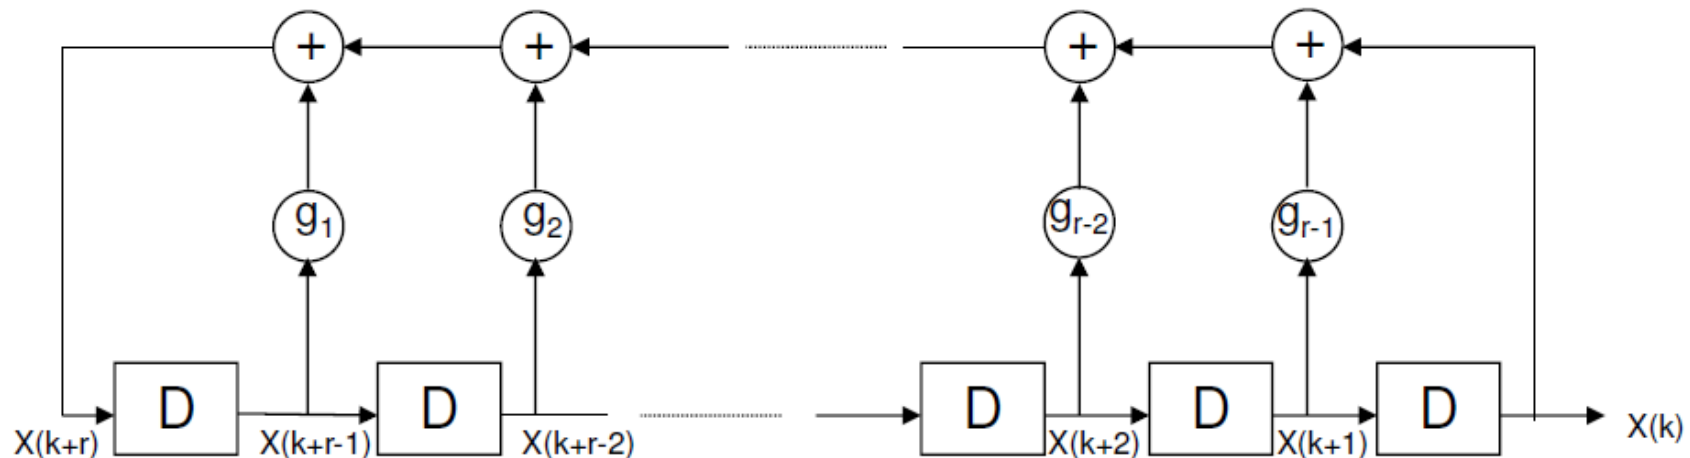 + + + +
g1 g2 gr-2 gr-1
D D D D D
X(k+r) X(k+r-1) X(k+r-2) X(k+2) X(k+1) X(k)